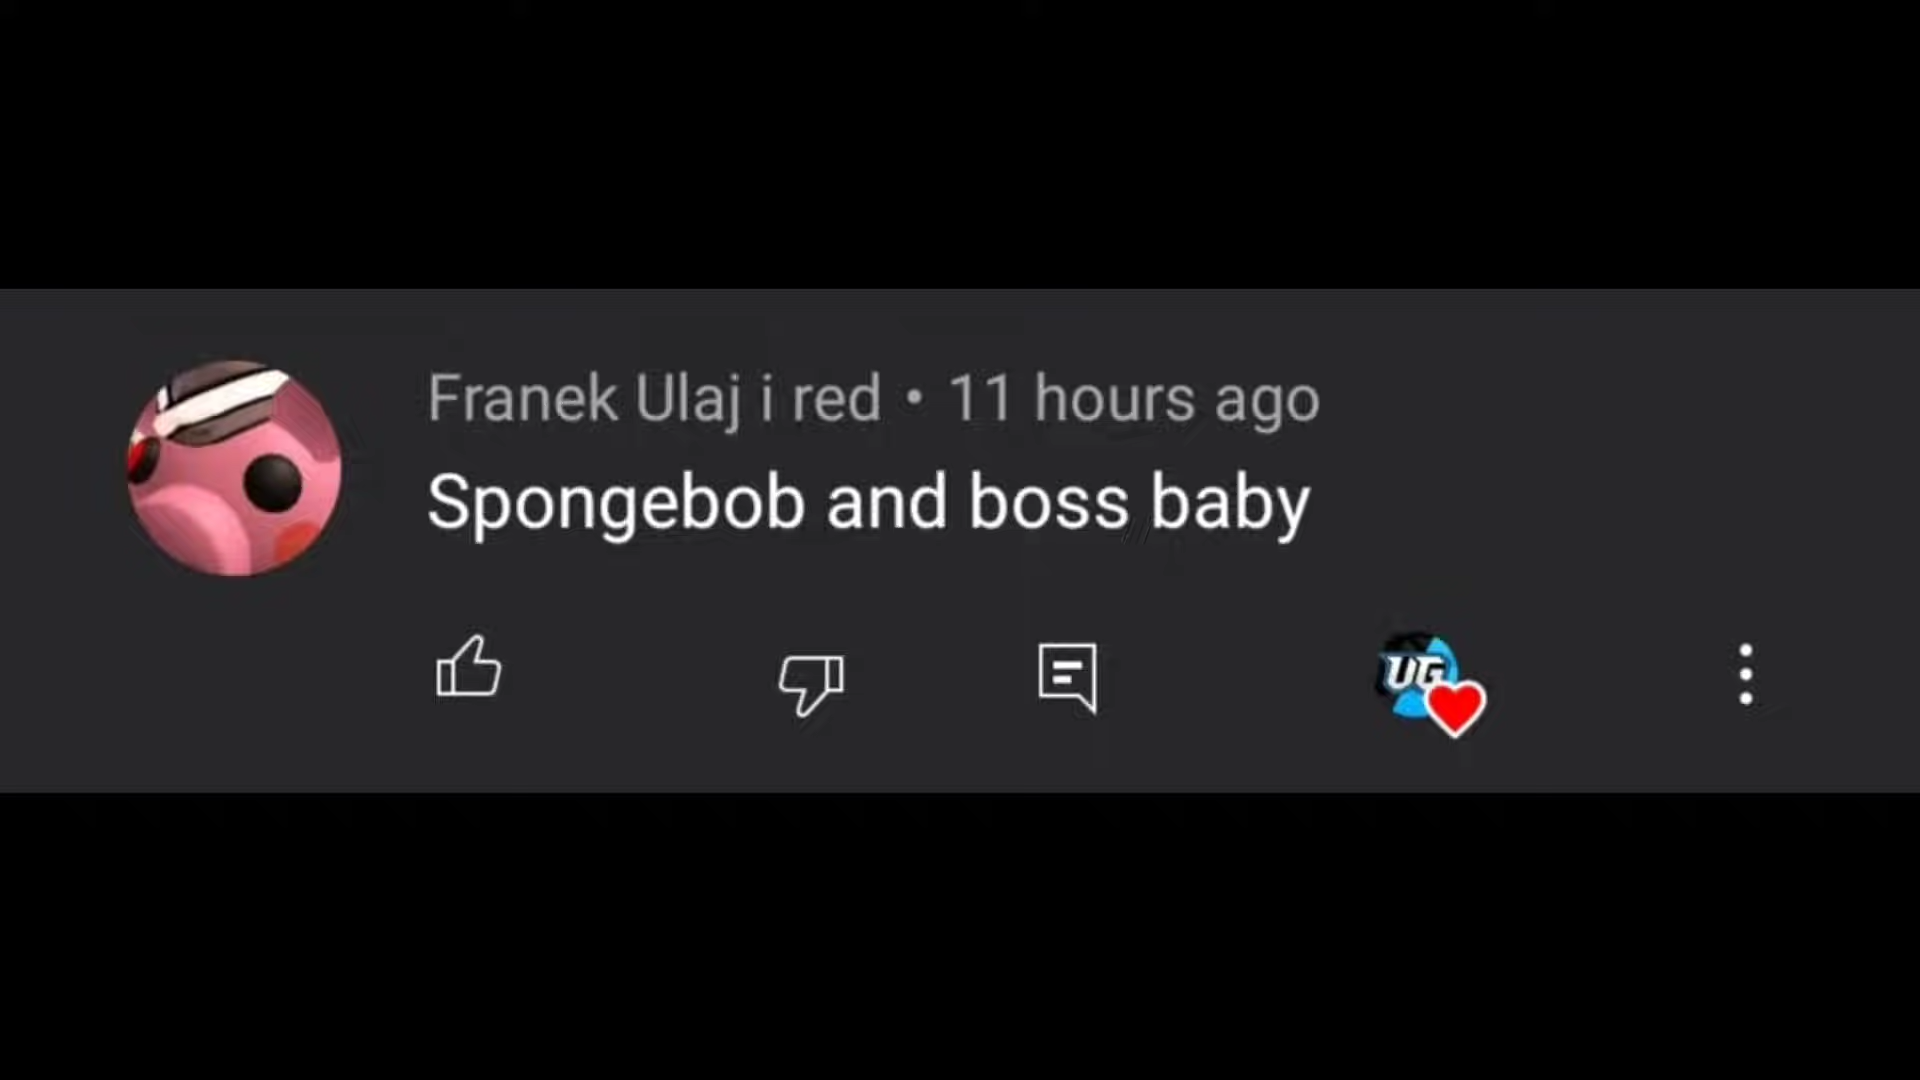 Franek Ulaj i red • 11 hours ago
Spongebob and boss baby
UG